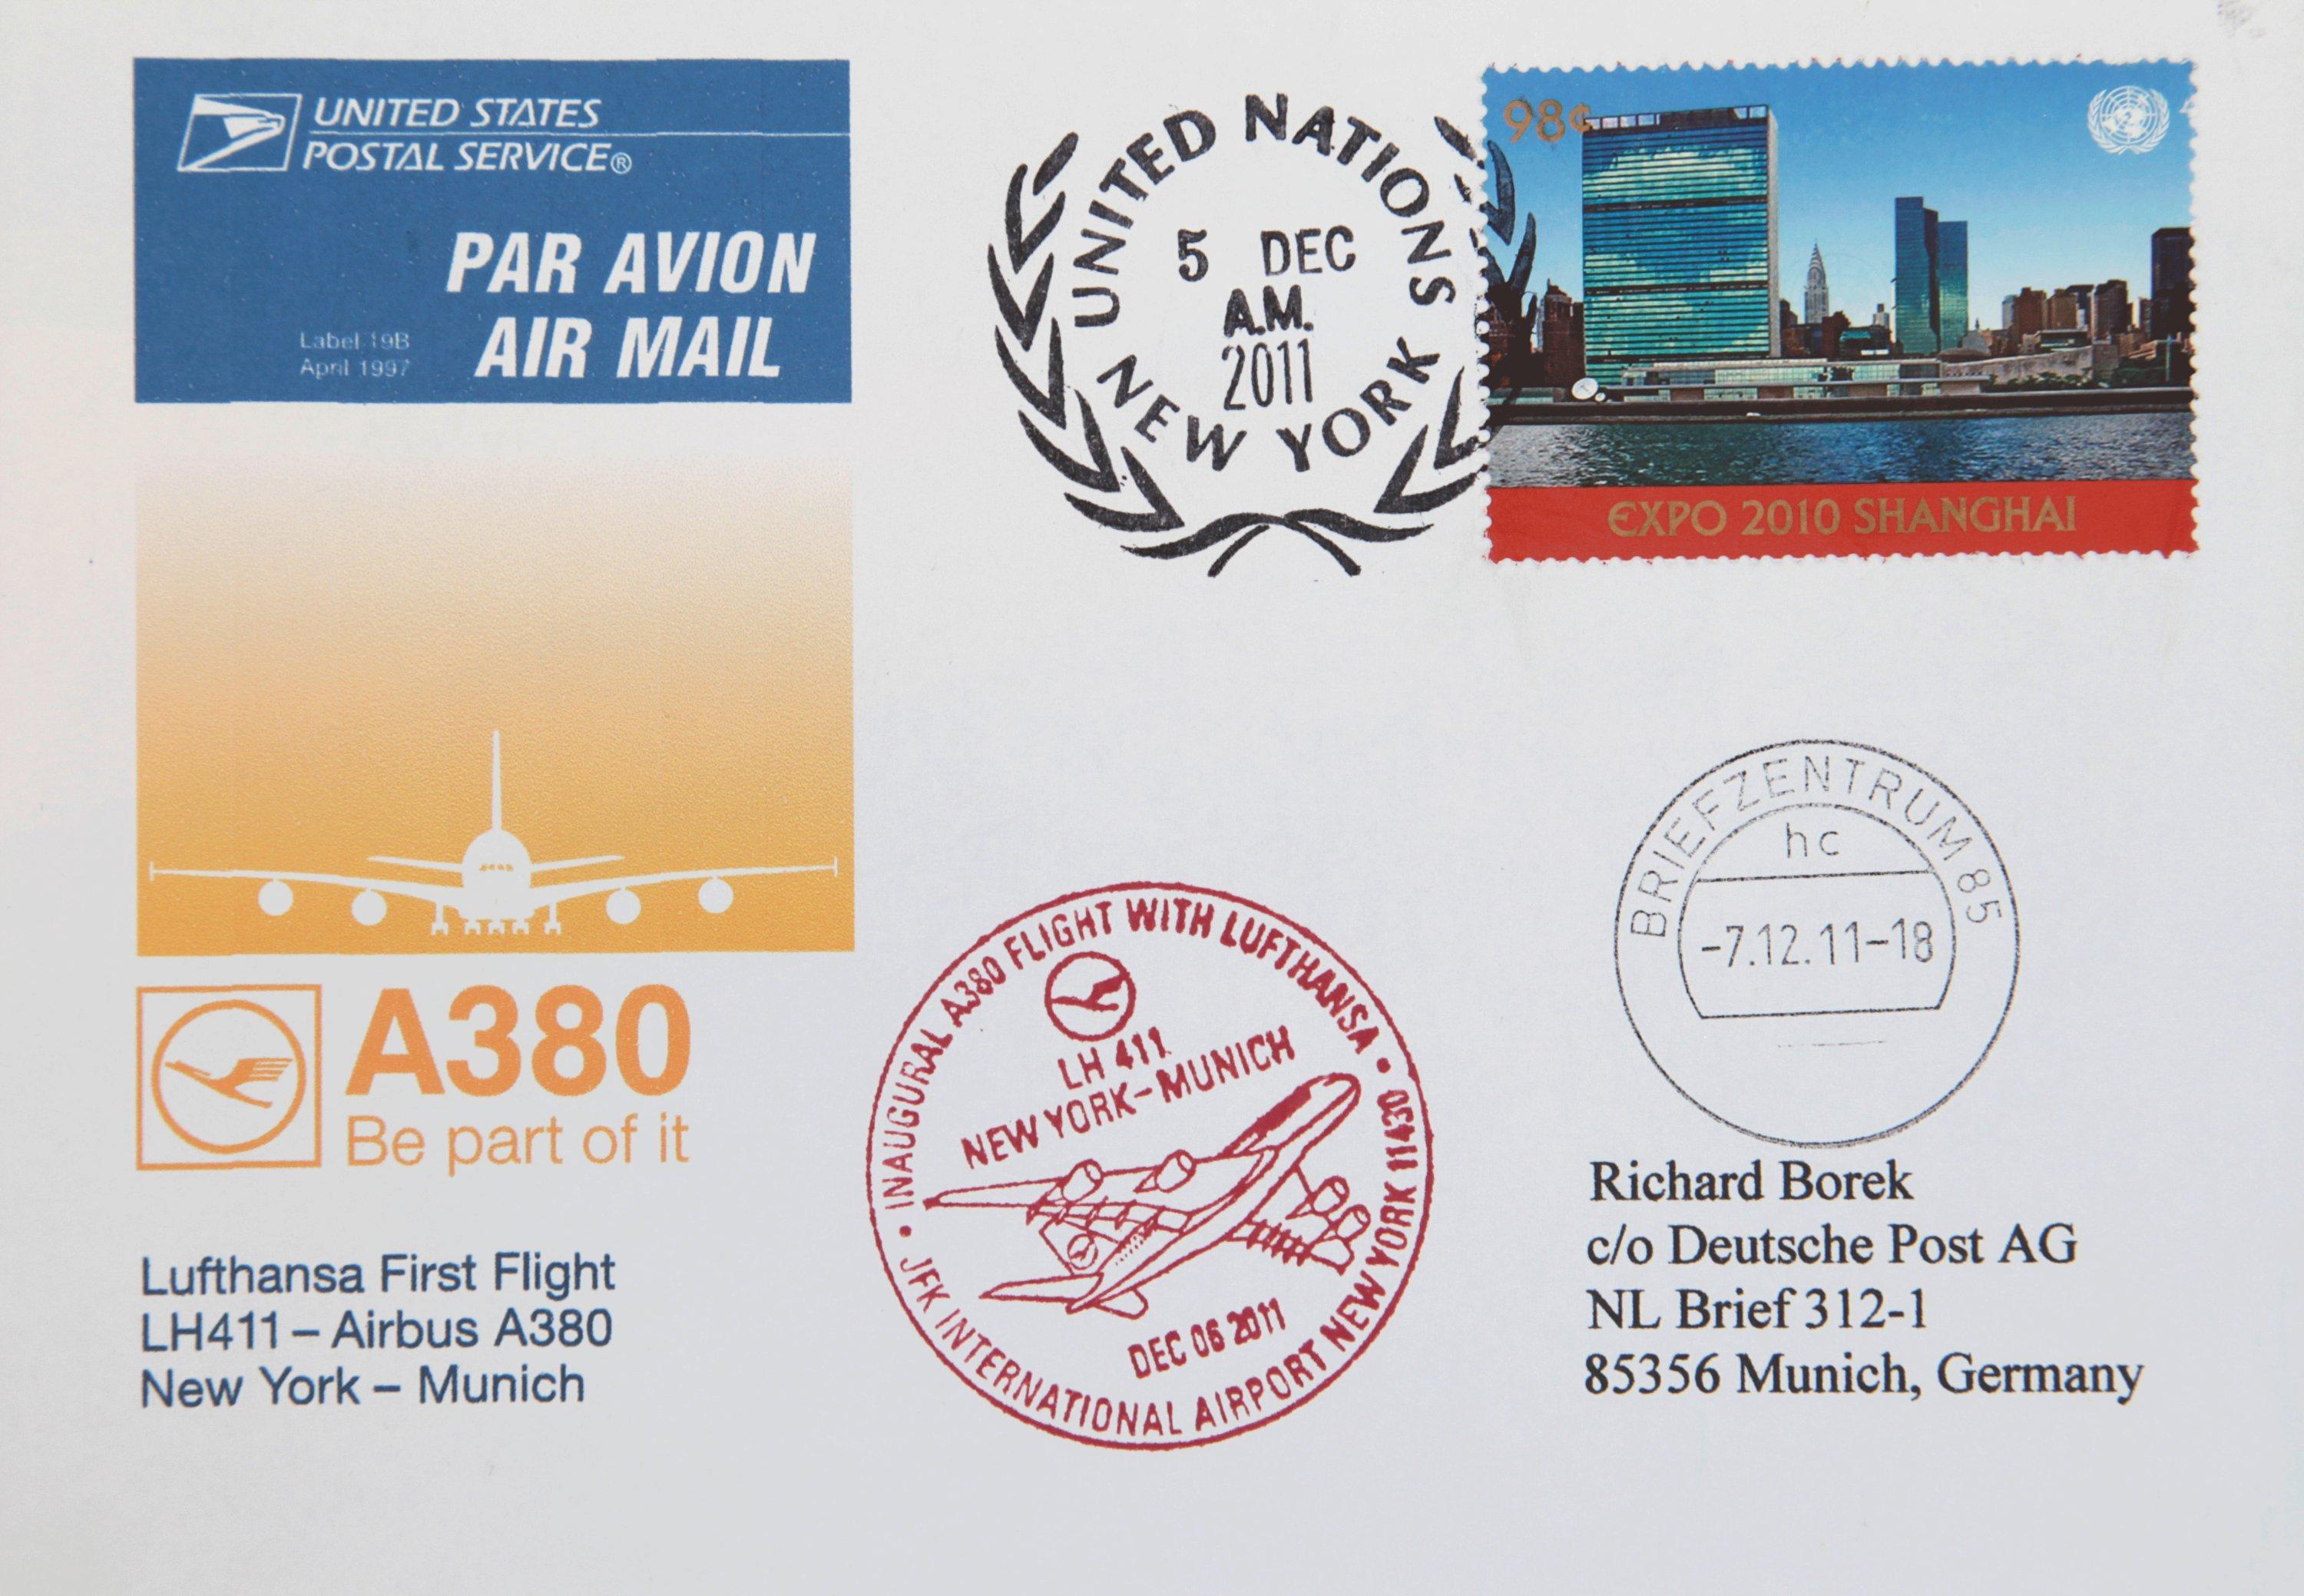 UNITED STATES
POSTAL SERVICE®
PAR AVION
AIR MAIL
Label 19B
April 1997
UNITED NATIONS
5 DEC
A.M.
2011
NEW YORK
98¢
EXPO 2010 SHANGHAI
A380
Be part of it
Lufthansa First Flight
LH411 – Airbus A380
New York – Munich
INAUGURAL A380 FLIGHT WITH LUFTHANSA
LH 411
NEW YORK-MUNICH
DEC 06 2011
JFK INTERNATIONAL AIRPORT NEW YORK 11430
BRIEFZENTRUM 85
hc
-7.12.11-18
Richard Borek
c/o Deutsche Post AG
NL Brief 312-1
85356 Munich, Germany